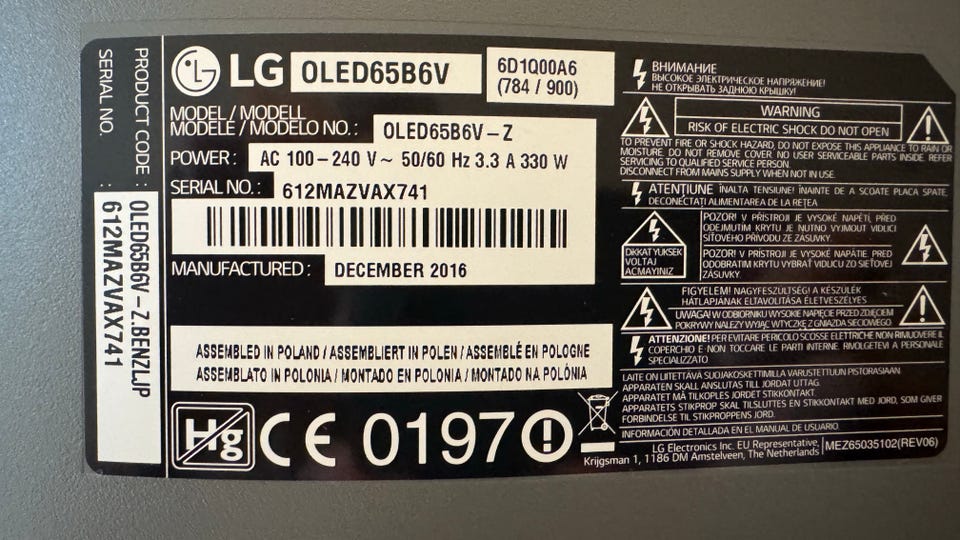 PRODUCT CODE : OLED65B6V-Z.BENZLJP
SERIAL NO. : 612MAZVAX741
LG OLED65B6V
6D1Q00A6
(784 / 900)
MODEL / MODELL
MODÈLE / MODELO NO. : OLED65B6V-Z
POWER : AC 100-240 V~ 50/60 Hz 3.3 A 330 W
SERIAL NO. : 612MAZVAX741
MANUFACTURED : DECEMBER 2016
ASSEMBLED IN POLAND / ASSEMBLIERT IN POLEN / ASSEMBLÉ EN POLOGNE
ASSEMBLATO IN POLONIA / MONTADO EN POLONIA / MONTADO NA POLÔNIA
Hg CE 0197
ВНИМАНИЕ
ВЫСОКОЕ ЭЛЕКТРИЧЕСКОЕ НАПРЯЖЕНИЕ!
НЕ ОТКРЫВАТЬ ЗАДНЮЮ КРЫШКУ!
WARNING
RISK OF ELECTRIC SHOCK DO NOT OPEN
TO PREVENT FIRE OR SHOCK HAZARD, DO NOT EXPOSE THIS APPLIANCE TO RAIN OR
MOISTURE. DO NOT REMOVE COVER. NO USER SERVICEABLE PARTS INSIDE. REFER
SERVICING TO QUALIFIED SERVICE PERSON.
DISCONNECT FROM MAINS SUPPLY WHEN NOT IN USE.
ATENŢIUNE ÎNALTA TENSIUNE! ÎNAINTE DE A SCOATE PLACA SPATE,
DECONECTAŢI ALIMENTAREA DE LA REŢEA
DİKKAT YUKSEK
VOLTAJ
ACMAYINIZ
POZOR! V PŘÍSTROJI JE VYSOKÉ NAPĚTÍ, PŘED
ODEJMUTÍM KRYTU JE NUTNO VYJMOUT VIDLICI
SÍŤOVÉHO PŘÍVODU ZE ZÁSUVKY.
POZOR! V PRÍSTROJI JE VYSOKÉ NAPÄTIE. PRED
ODOBRATÍM KRYTU VYBRAŤ VIDLICU ZO SIEŤOVEJ
ZÁSUVKY
FIGYELEM! NAGYFESZÜLTSÉG! A KÉSZÜLÉK
HÁTLAPJÁNAK ELTÁVOLÍTÁSA ÉLETVESZÉLYES
UWAGA! W ODBIORNIKU WYSOKIE NAPIĘCIE PRZED ZDJĘCIEM
POKRYWY NALEŻY WYJĄĆ WTYCZKĘ Z GNIAZDA SIECIOWEGO.
ATTENZIONE! PER EVITARE PERICOLO SCOSSE ELETTRICHE NON RIMUOVERE IL
COPERCHIO E NON TOCCARE LE PARTI INTERNE. RIVOLGETEVI A PERSONALE
SPECIALIZZATO
LAITE ON LIITETTÄVÄ SUOJAKOSKETTIMILLA VARUSTETTUUN PISTORASIAAN.
APPARATEN SKALL ANSLUTAS TILL JORDAT UTTAG.
APPARATET MÅ TILKOPLES JORDET STIKKONTAKT.
APPARATETS STIKPROP SKAL TILSLUTTES EN STIKKONTAKT MED JORD, SOM GIVER
FORBINDELSE TIL STIKPROPPENS JORD.
INFORMACIÓN DETALLADA EN EL MANUAL DE USUARIO
LG Electronics Inc. EU Representative,
Krijgsman 1, 1186 DM Amstelveen, The Netherlands
MEZ65035102(REV06)